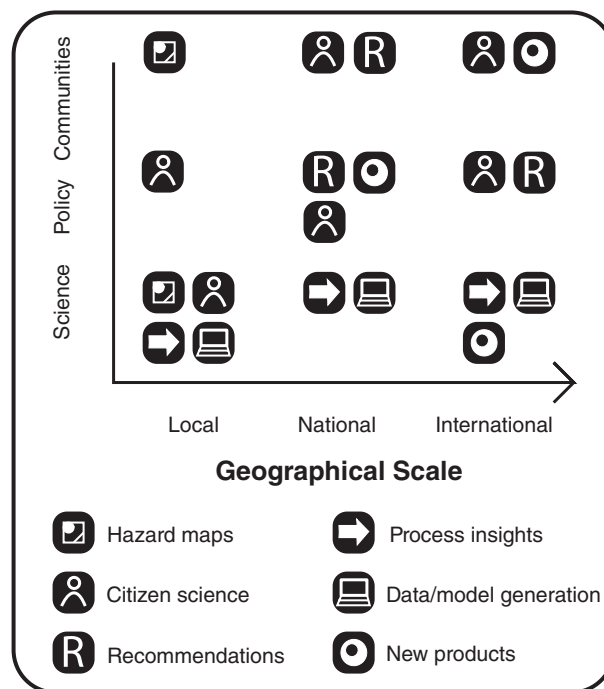 Communities
R
Policy
R
R
Science
Local National International
Geographical Scale
Hazard maps
Process insights
Citizen science
Data/model generation
R Recommendations
New products